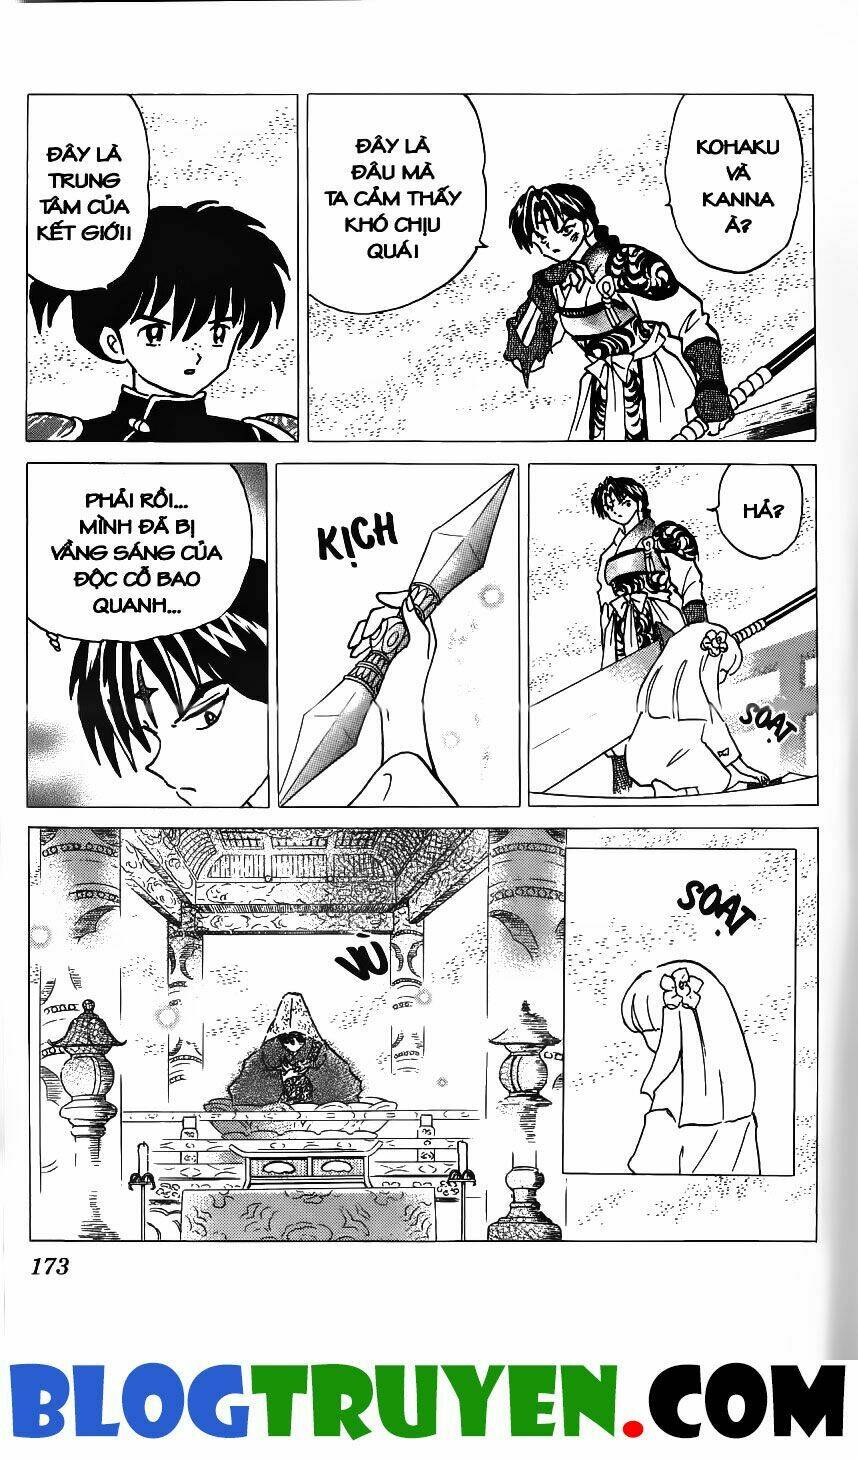 KOHAKU
VÀ
KANNA
À?
ĐÂY LÀ
ĐÂU MÀ
TA CẢM THẤY
KHÓ CHỊU
QUÁ!
ĐÂY LÀ
TRUNG
TÂM CỦA
KẾT GIỚI!
HẢ?
SOẠT
KỊCH
PHẢI RỒI...
MÌNH ĐÃ BỊ
VẦNG SÁNG CỦA
ĐỘC CỖ BAO
QUANH...
SOẠT
VÙ
173
BLOGTRUYEN.COM